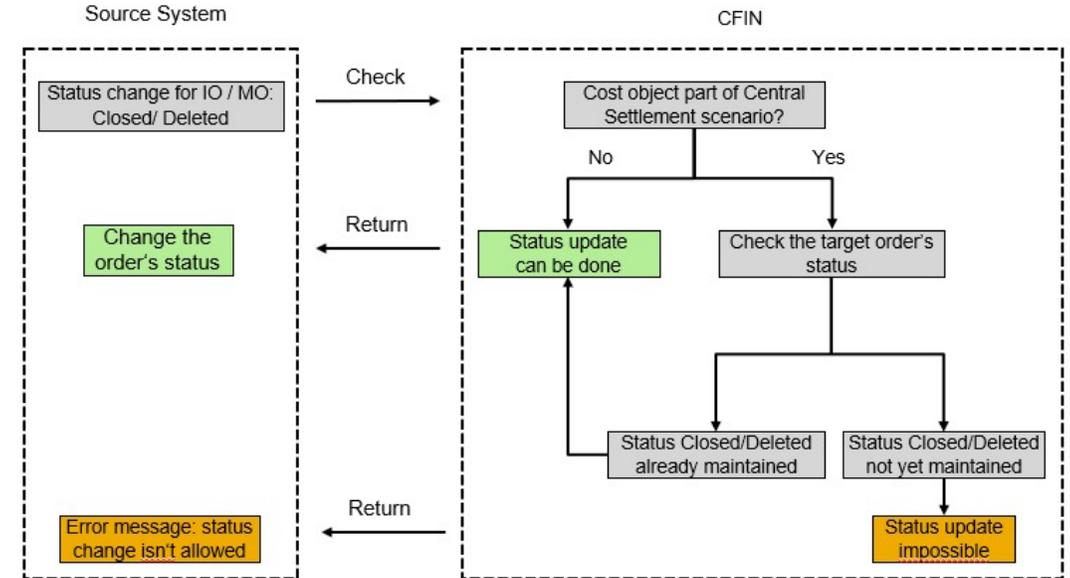 Source System
CFIN
Status change for IO / MO:
Closed/ Deleted
Check
Cost object part of Central
Settlement scenario?
No
Yes
Change the
order's status
Return
Status update
can be done
Check the target order's
status
Status Closed/Deleted
already maintained
Status Closed/Deleted
not yet maintained
Error message: status
change isn't allowed
Return
Status update
impossible